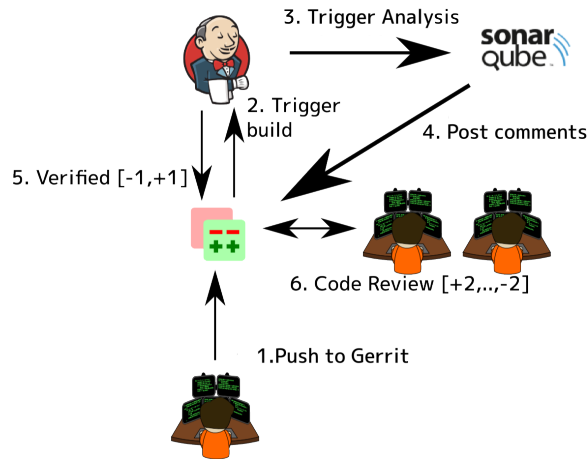 3. Trigger Analysis
sonar
qube
2. Trigger
build
4. Post comments
5. Verified [-1,+1]
6. Code Review [+2,..,-2]
1.Push to Gerrit